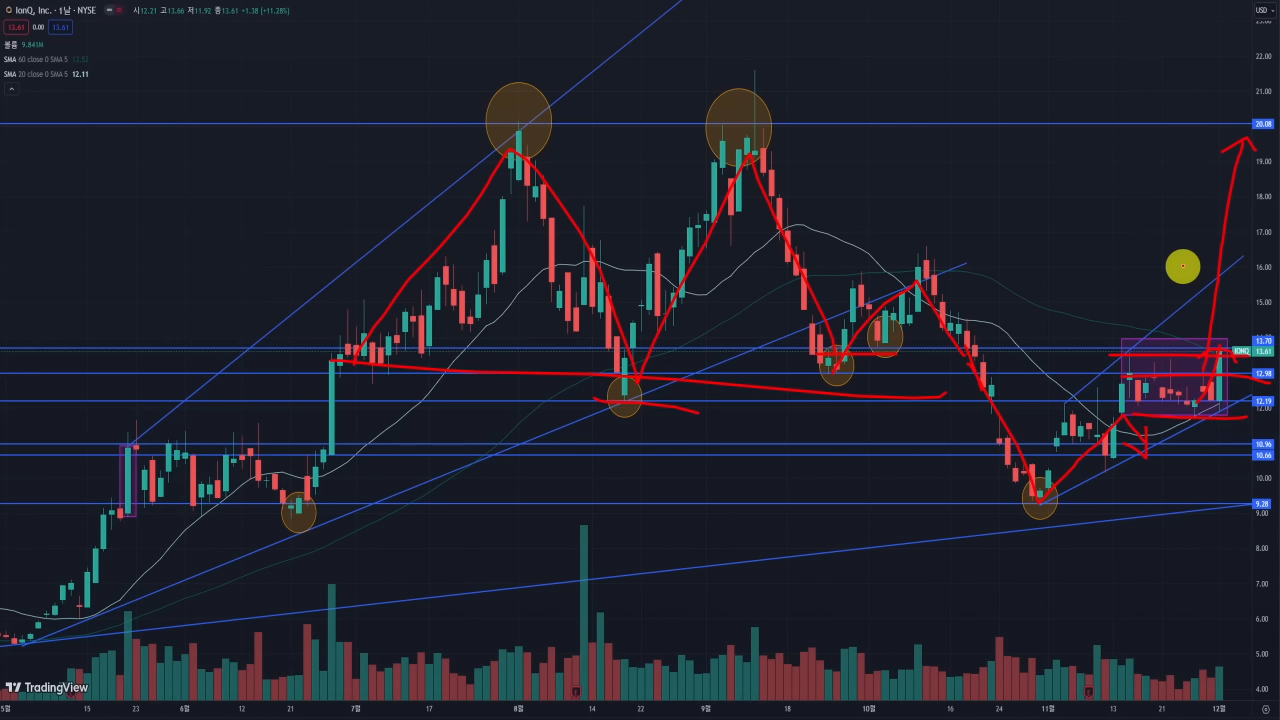 IonQ, Inc. · 1날 · NYSE 시12.21 고13.66 저11.92 종13.61 +1.38 (+11.28%)
13.61 0.00 13.61
볼륨 9.841M
SMA 60 close 0 SMA 5 12.52
SMA 20 close 0 SMA 5 12.11
USD
23.00
22.00
21.00
20.08
19.00
18.00
17.00
16.00
15.00
13.70
IONQ 13.61
12.98
12.19
12.00
10.96
10.66
10.00
9.28
9.00
8.00
7.00
6.00
5.00
4.00
TradingView
5월 15 23 6월 12 21 7월 17 8월 14 22 9월 18 10월 16 24 11월 13 21 12월